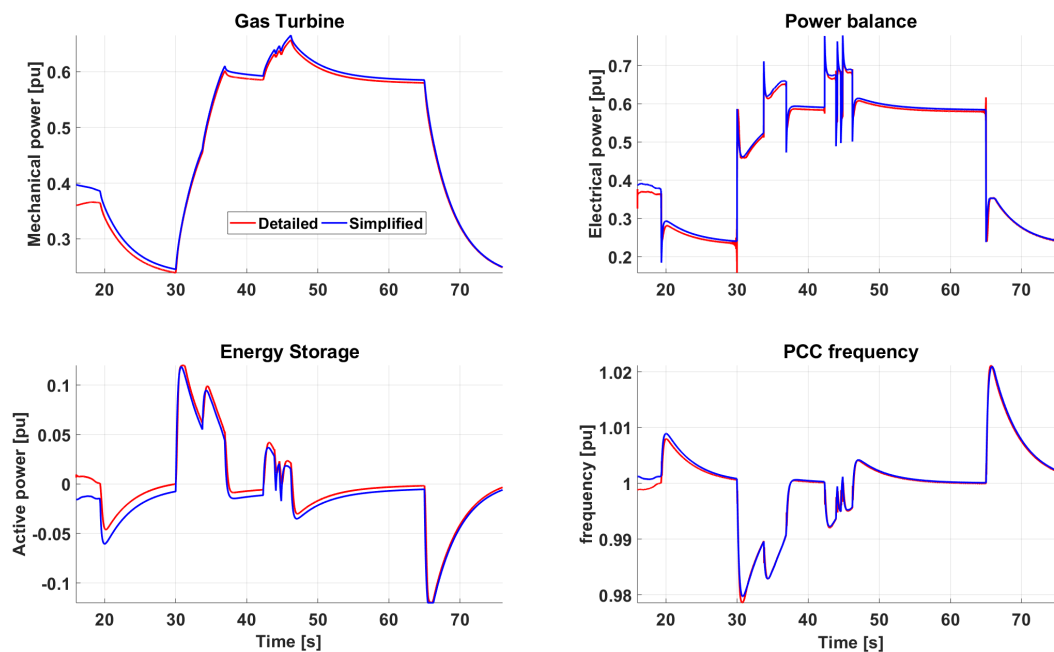 Gas Turbine
Mechanical power [pu]
0.6
0.5
0.4
0.3
Detailed Simplified
20 30 40 50 60 70
Power balance
Electrical power [pu]
0.7
0.6
0.5
0.4
0.3
0.2
20 30 40 50 60 70
Energy Storage
Active power [pu]
0.1
0.05
0
-0.05
-0.1
20 30 40 50 60 70
Time [s]
PCC frequency
frequency [pu]
1.02
1.01
1
0.99
0.98
20 30 40 50 60 70
Time [s]